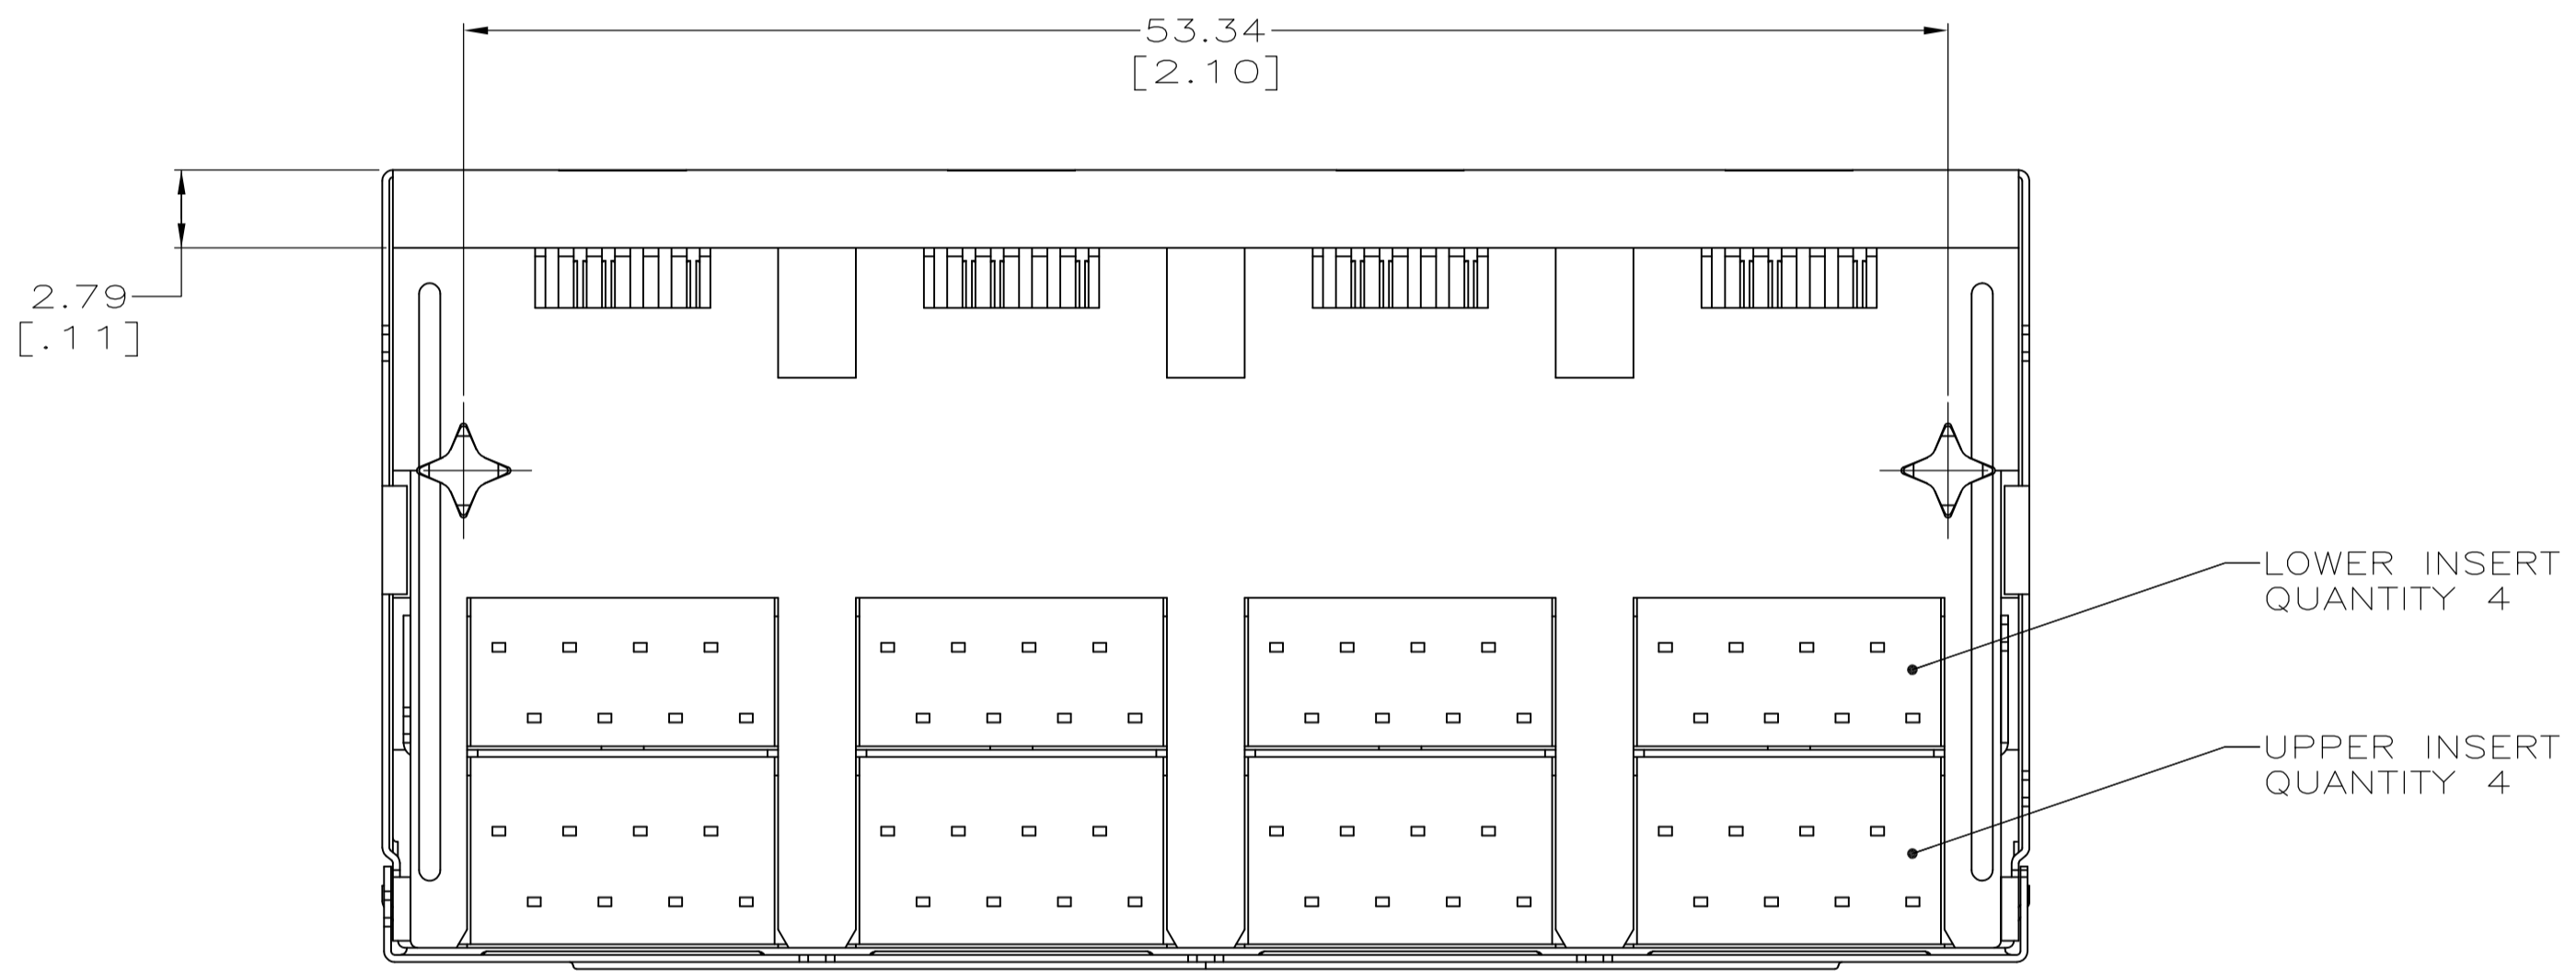 53.34
[2.10]
2.79
[.11]
LOWER INSERT
QUANTITY 4
UPPER INSERT
QUANTITY 4